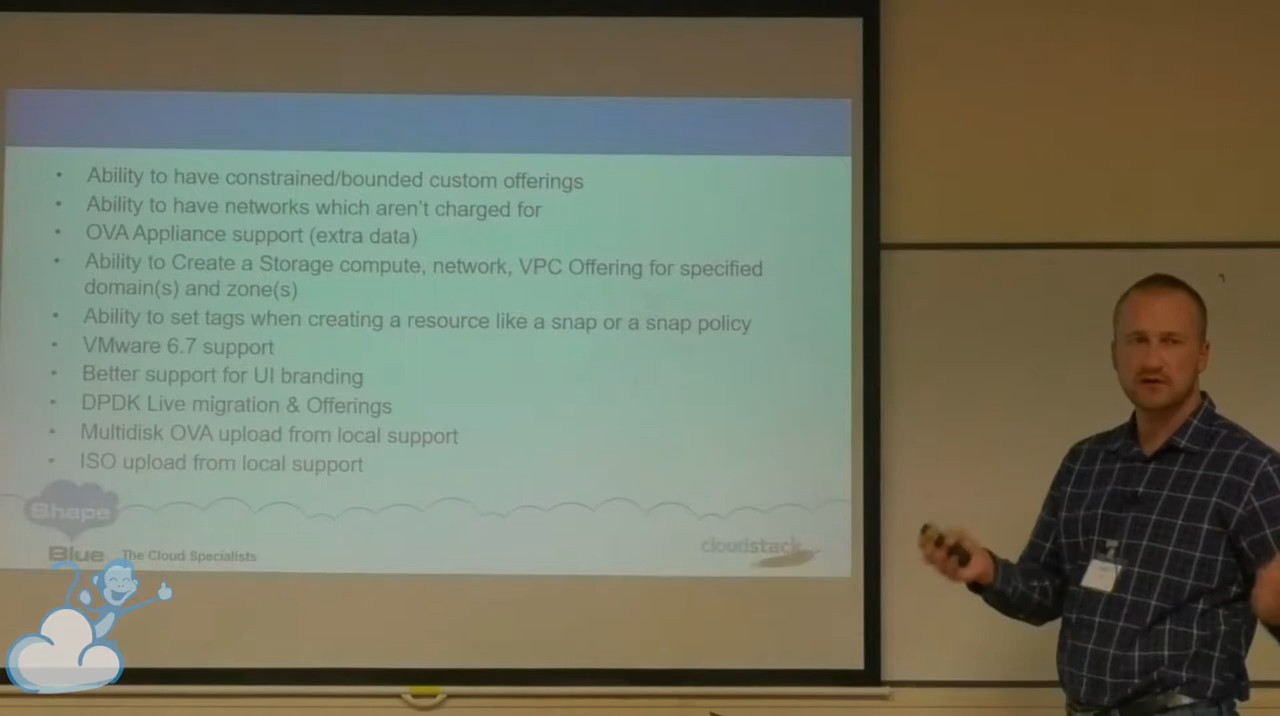 • Ability to have constrained/bounded custom offerings
• Ability to have networks which aren't charged for
• OVA Appliance support (extra data)
• Ability to Create a Storage compute, network, VPC Offering for specified
domain(s) and zone(s)
• Ability to set tags when creating a resource like a snap or a snap policy
• VMware 6.7 support
• Better support for UI branding
• DPDK Live migration & Offerings
• Multidisk OVA upload from local support
• ISO upload from local support
Shape
Blue The Cloud Specialists
cloudstack